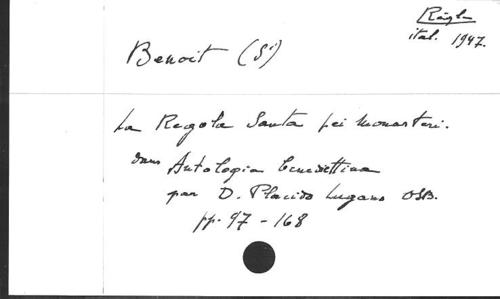 Règle
ital. 1947.
Benoit (St)
La Regola Santa pei monasteri.
dans Antologia benedettina
par D. Placido Lugano OSB.
pp. 97 - 168